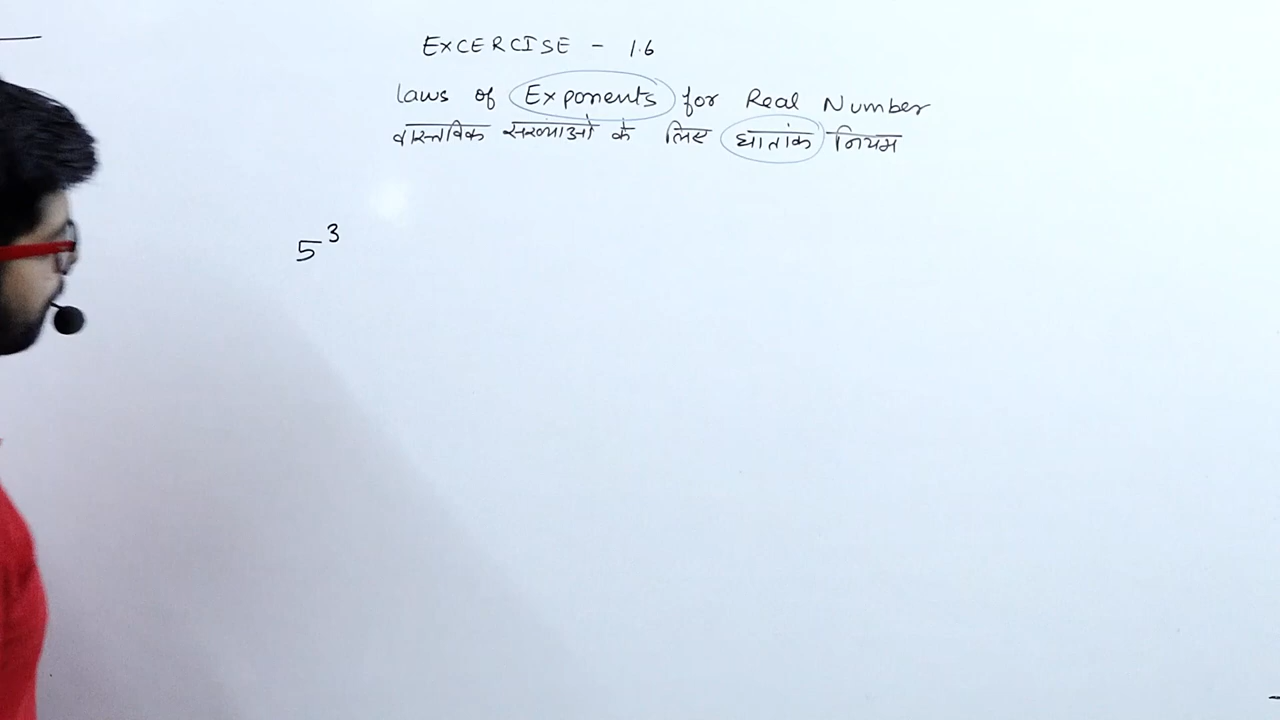 EXCERCISE - 1.6
Laws of Exponents for Real Number
वास्तविक संख्याओं के लिए घातांक नियम
5³